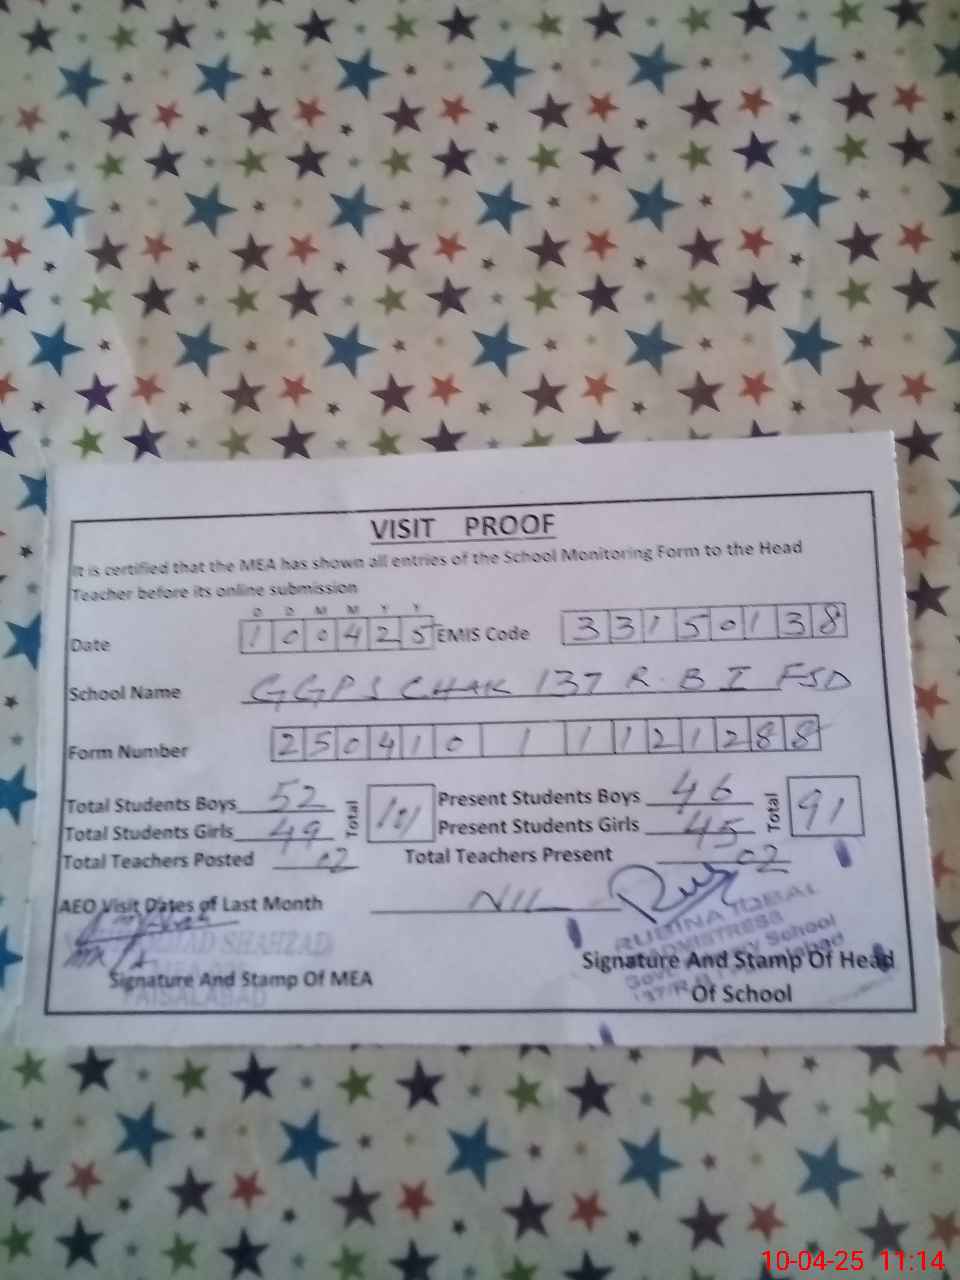 VISIT PROOF
It is certified that the MEA has shown all entries of the School Monitoring Form to the Head
Teacher before its online submission
D D M M Y Y
Date 1 0 0 4 2 5 EMIS Code 3 3 1 5 0 1 3 8
School Name GGPS CHAK 137 R.B I FSD
Form Number 2 5 0 4 1 0 1 1 1 2 1 2 8 8
Total Students Boys 52 Total 101 Present Students Boys 46 Total 91
Total Students Girls 49 Present Students Girls 45
Total Teachers Posted 02 Total Teachers Present 02
AEO Visit Dates of Last Month NIL
RUBINA IQBAL
SHAHZAD
School
Signature And Stamp Of MEA Signature And Stamp Of Head
Of School
FAISALABAD
137/R.B
10-04-25 11:14